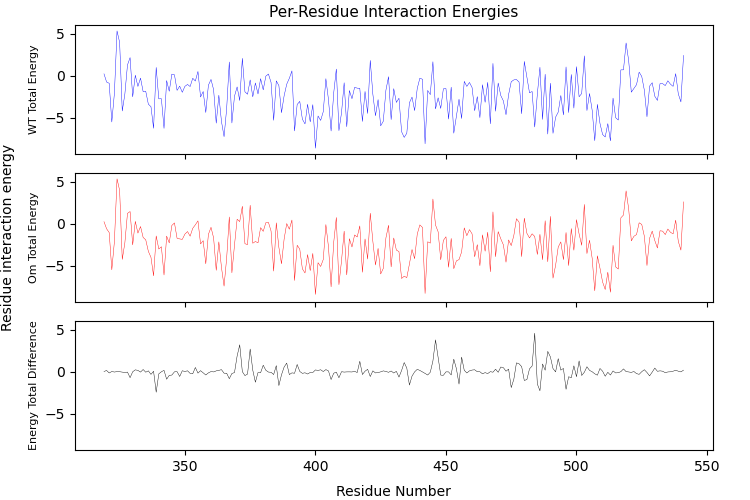 Per-Residue Interaction Energies
Residue interaction energy
WT Total Energy
5
0
−5
Om Total Energy
5
0
−5
Energy Total Difference
5
0
−5
350 400 450 500 550
Residue Number